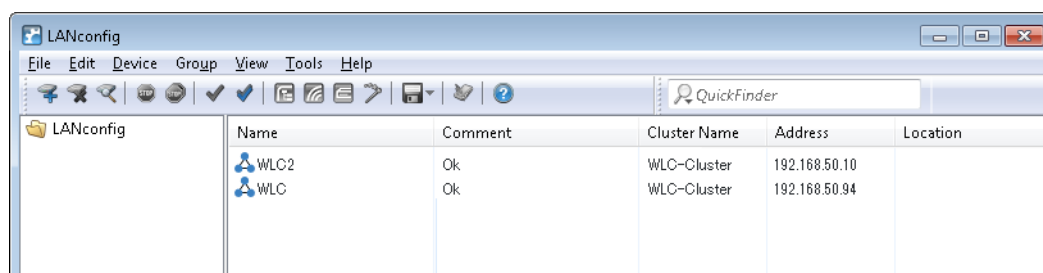 LANconfig
File Edit Device Group View Tools Help
QuickFinder
LANconfig
Name Comment Cluster Name Address Location
WLC2 Ok WLC-Cluster 192.168.50.10
WLC Ok WLC-Cluster 192.168.50.94